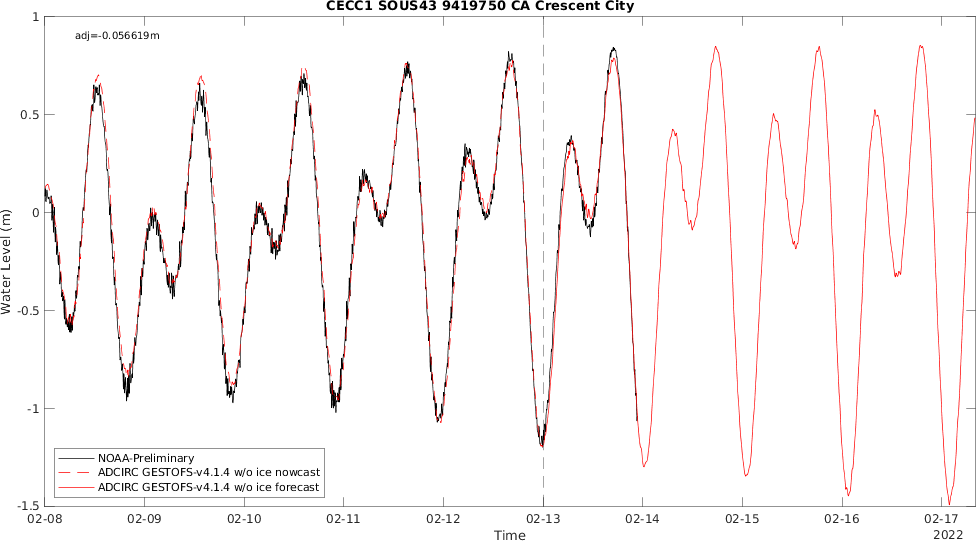 CECC1 SOUS43 9419750 CA Crescent City
adj=-0.056619m
1
0.5
0
-0.5
-1
-1.5
Water Level (m)
NOAA-Preliminary
ADCIRC GESTOFS-v4.1.4 w/o ice nowcast
ADCIRC GESTOFS-v4.1.4 w/o ice forecast
02-08 02-09 02-10 02-11 02-12 02-13 02-14 02-15 02-16 02-17
Time
2022